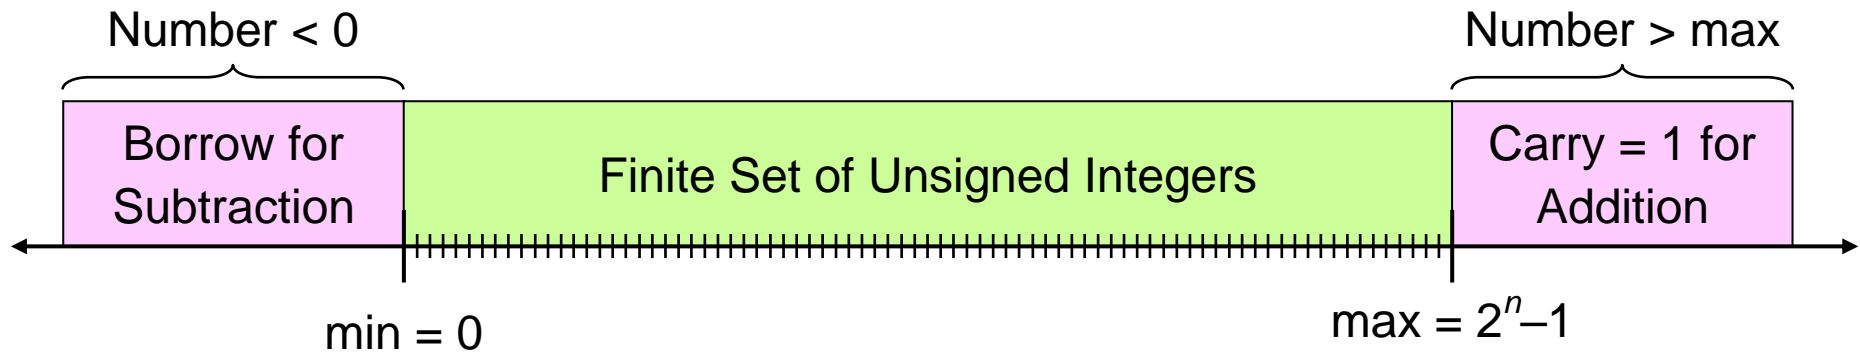 Number < 0
Number > max
Borrow for
Subtraction
Finite Set of Unsigned Integers
Carry = 1 for
Addition
min = 0
max = 2ⁿ–1